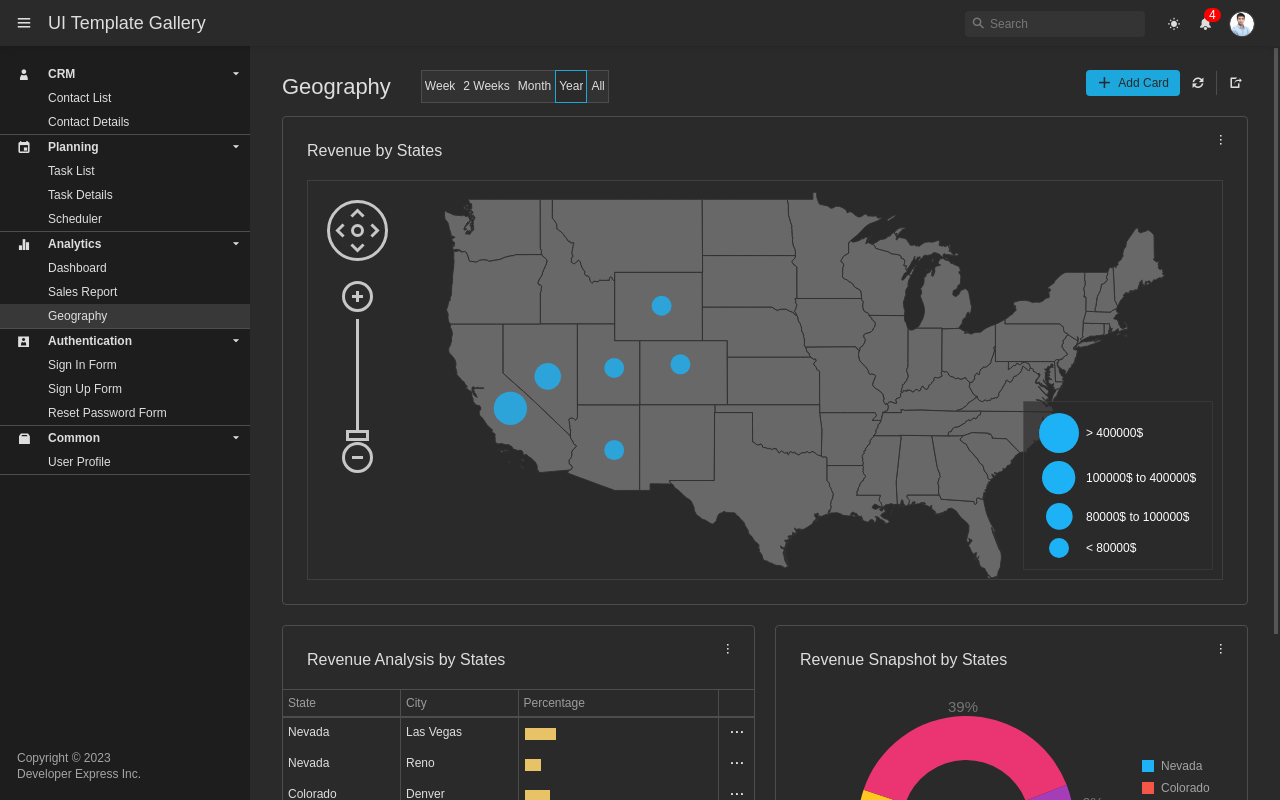 UI Template Gallery
Search
4
CRM
Contact List
Contact Details
Planning
Task List
Task Details
Scheduler
Analytics
Dashboard
Sales Report
Geography
Authentication
Sign In Form
Sign Up Form
Reset Password Form
Common
User Profile
Copyright © 2023
Developer Express Inc.
Geography
Week 2 Weeks Month Year All
Add Card
Revenue by States
> 400000$
100000$ to 400000$
80000$ to 100000$
< 80000$
Revenue Analysis by States
State City Percentage
Nevada Las Vegas
Nevada Reno
Colorado Denver
Revenue Snapshot by States
39%
Nevada
Colorado